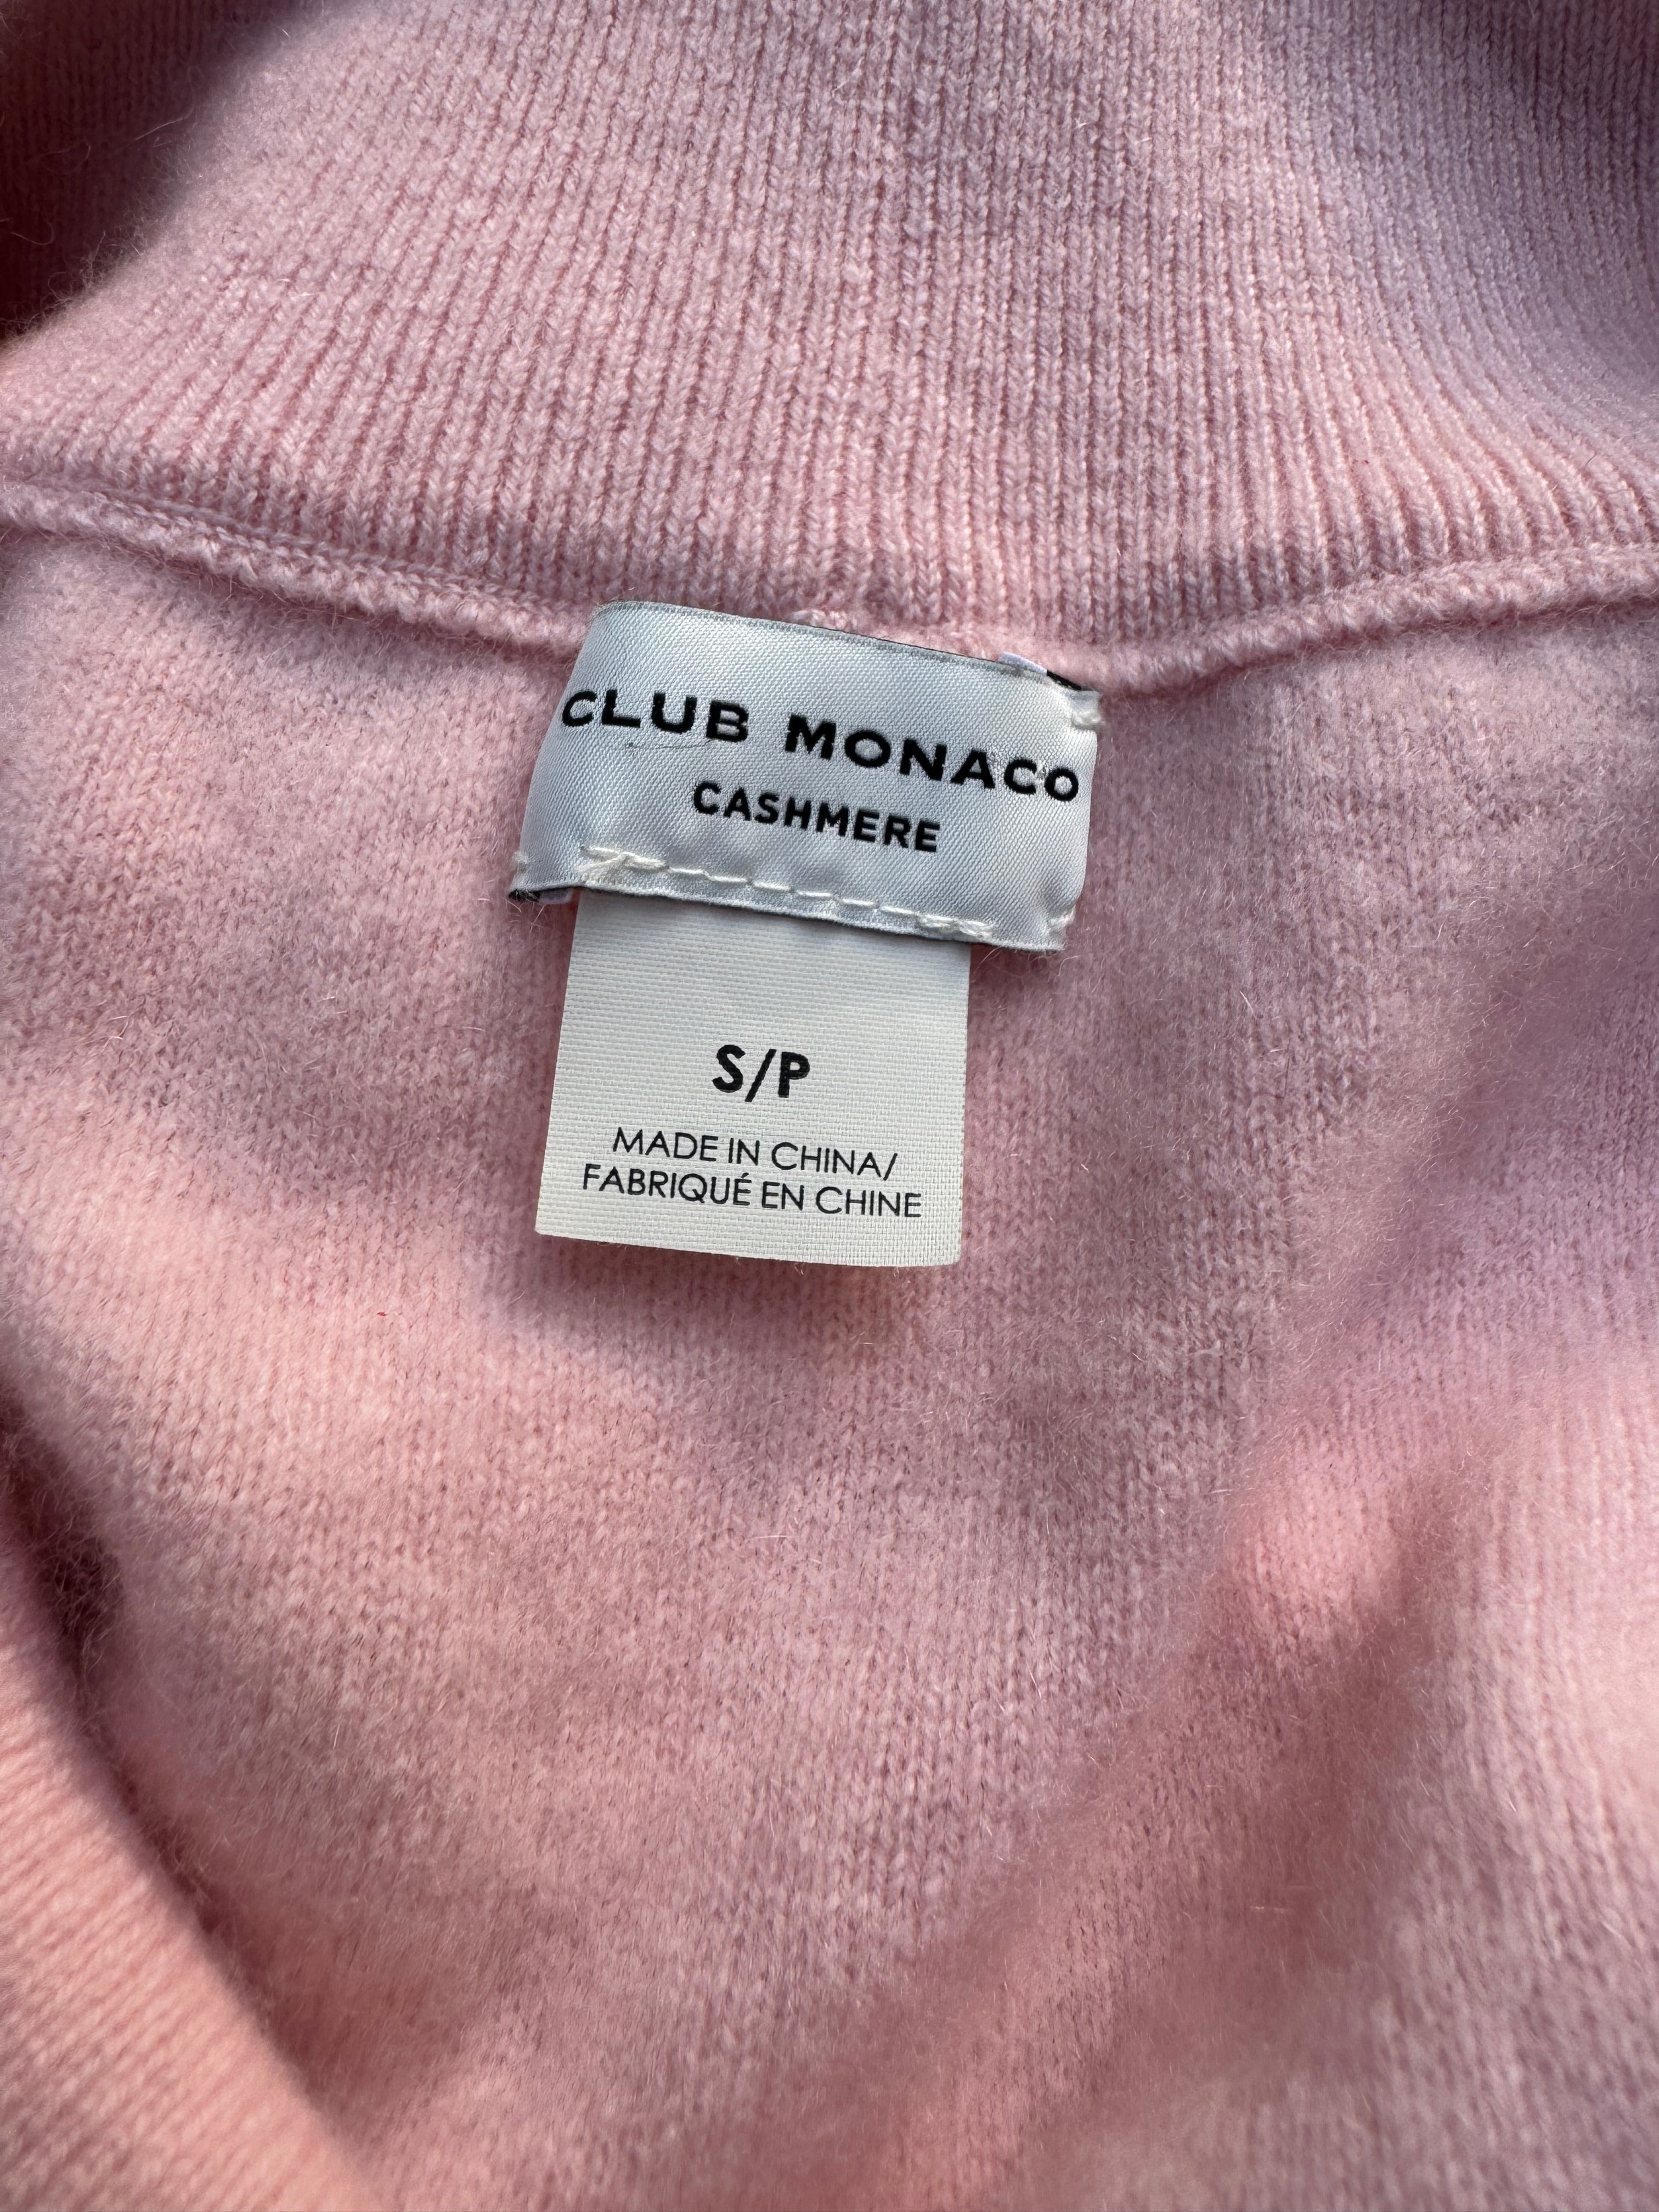 CLUB MONACO
CASHMERE
S/P
MADE IN CHINA/
FABRIQUÉ EN CHINE